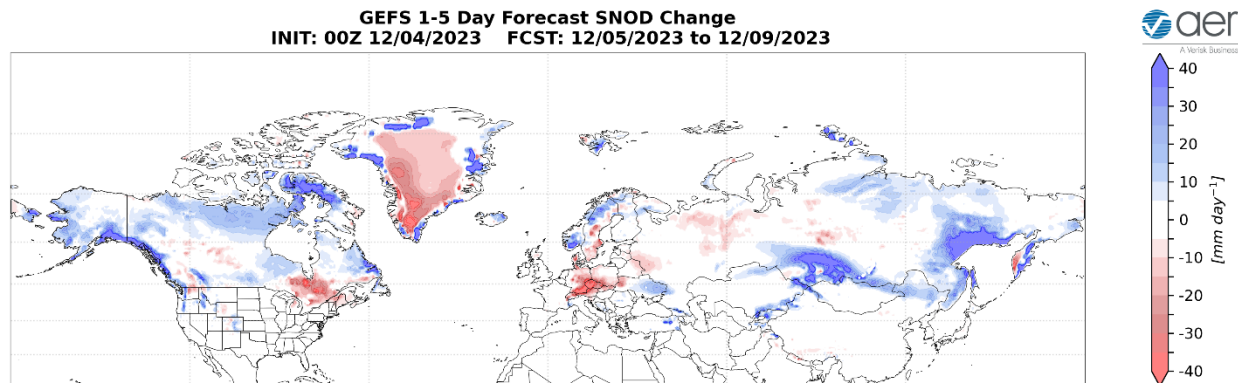 GEFS 1-5 Day Forecast SNOD Change
INIT: 00Z 12/04/2023    FCST: 12/05/2023 to 12/09/2023
aer
A Verisk Business
40
30
20
10
0
-10
-20
-30
-40
[mm day⁻¹]